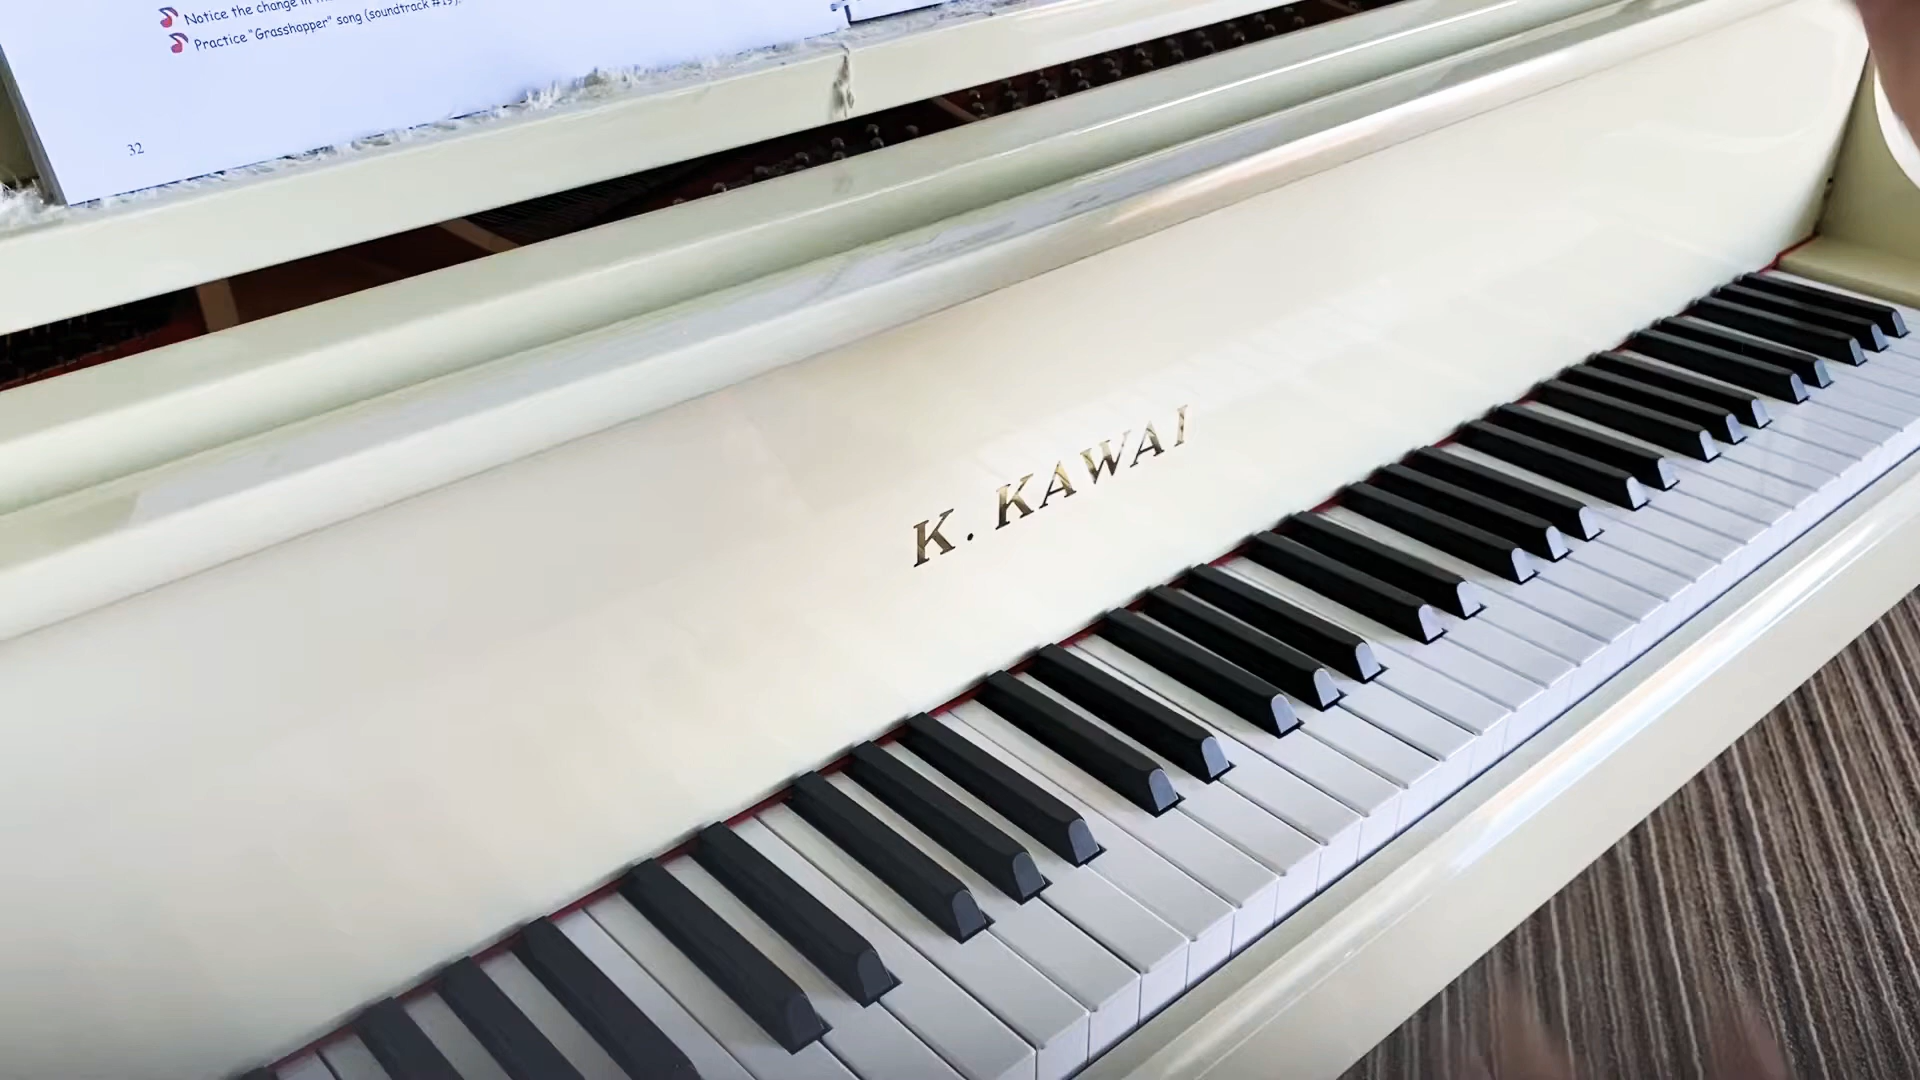 Notice the change in
Practice "Grasshopper" song (soundtrack #19).
32
K. KAWAI